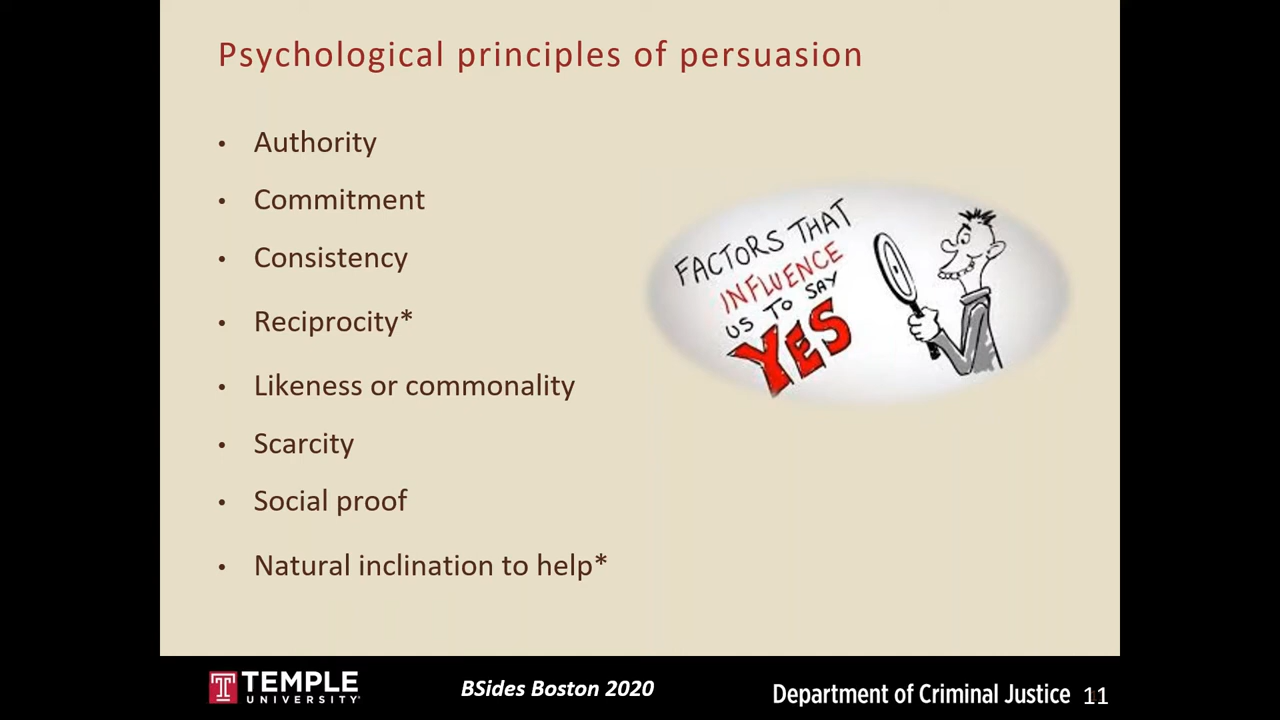 Psychological principles of persuasion
• Authority
• Commitment
• Consistency
• Reciprocity*
• Likeness or commonality
• Scarcity
• Social proof
• Natural inclination to help*
FACTORS THAT
INFLUENCE
US TO SAY
YES
TEMPLE
UNIVERSITY
BSides Boston 2020
Department of Criminal Justice 11